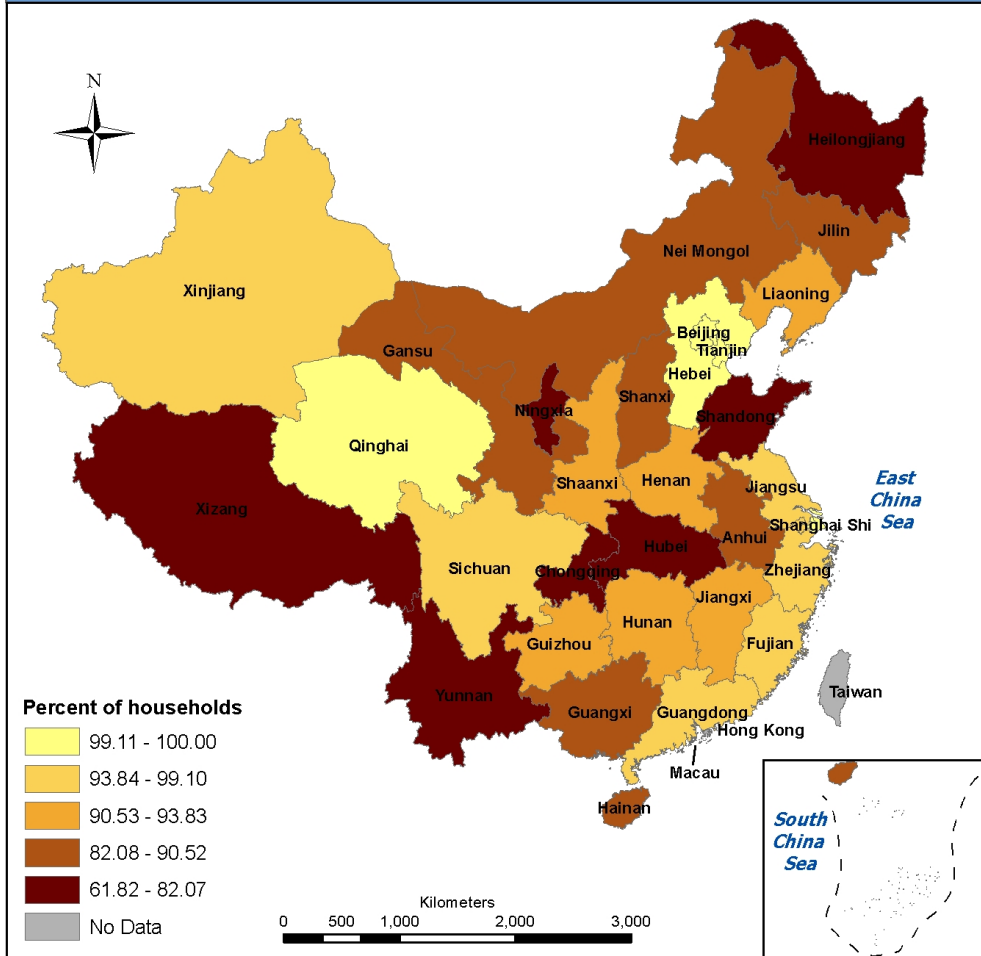 N
Heilongjiang
Jilin
Nei Mongol
Liaoning
Xinjiang
Beijing
Tianjin
Gansu
Hebei
Shanxi
Ningxia
Shandong
Qinghai
Shaanxi
Henan
Jiangsu
East
China
Sea
Xizang
Shanghai Shi
Anhui
Hubei
Sichuan
Chongqing
Zhejiang
Jiangxi
Hunan
Guizhou
Fujian
Taiwan
Yunnan
Guangxi
Guangdong
Hong Kong
Macau
Hainan
Percent of households
99.11 - 100.00
93.84 - 99.10
90.53 - 93.83
82.08 - 90.52
61.82 - 82.07
No Data
Kilometers
0 500 1,000 2,000 3,000
South
China
Sea